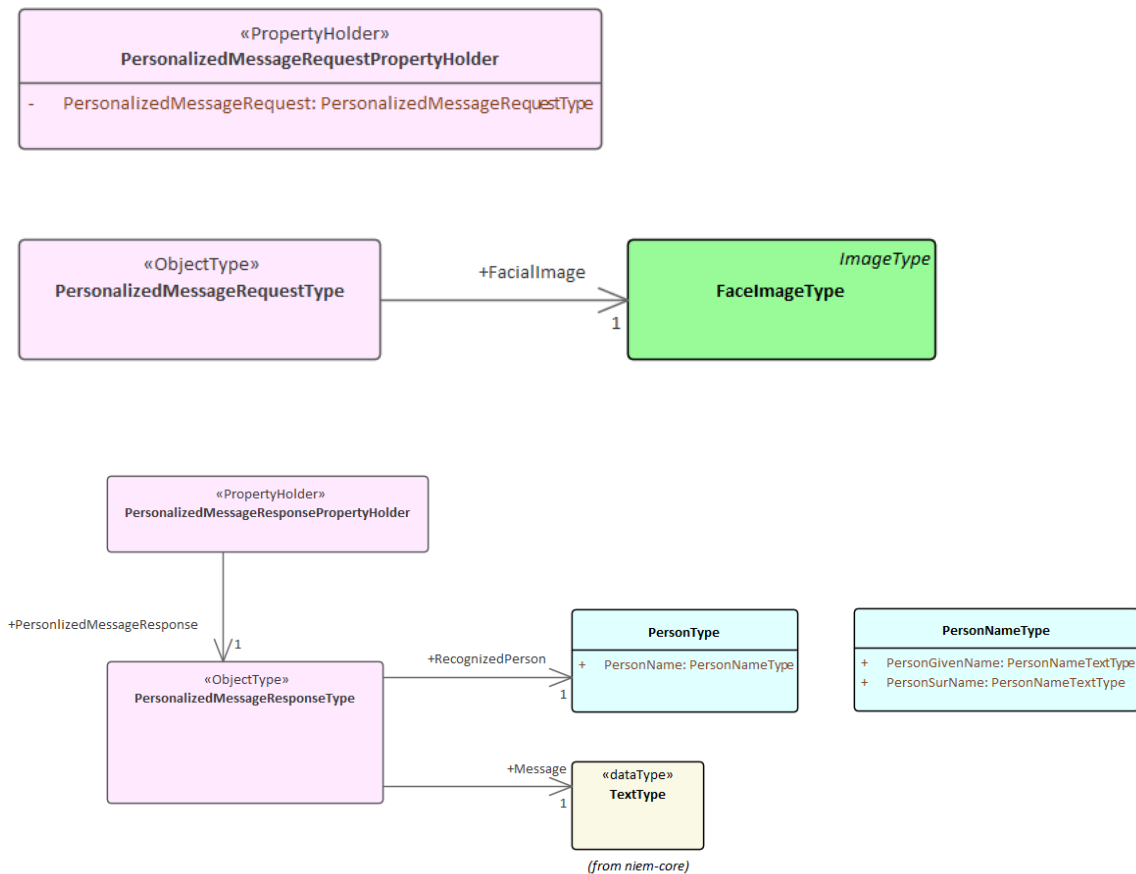 «PropertyHolder»
PersonalizedMessageRequestPropertyHolder
- PersonalizedMessageRequest: PersonalizedMessageRequestType
«ObjectType»
PersonalizedMessageRequestType
+FacialImage
1
ImageType
FaceImageType
«PropertyHolder»
PersonalizedMessageResponsePropertyHolder
+PersonlizedMessageResponse
1
«ObjectType»
PersonalizedMessageResponseType
+RecognizedPerson
1
PersonType
+ PersonName: PersonNameType
PersonNameType
+ PersonGivenName: PersonNameTextType
+ PersonSurName: PersonNameTextType
+Message
1
«dataType»
TextType
(from niem-core)